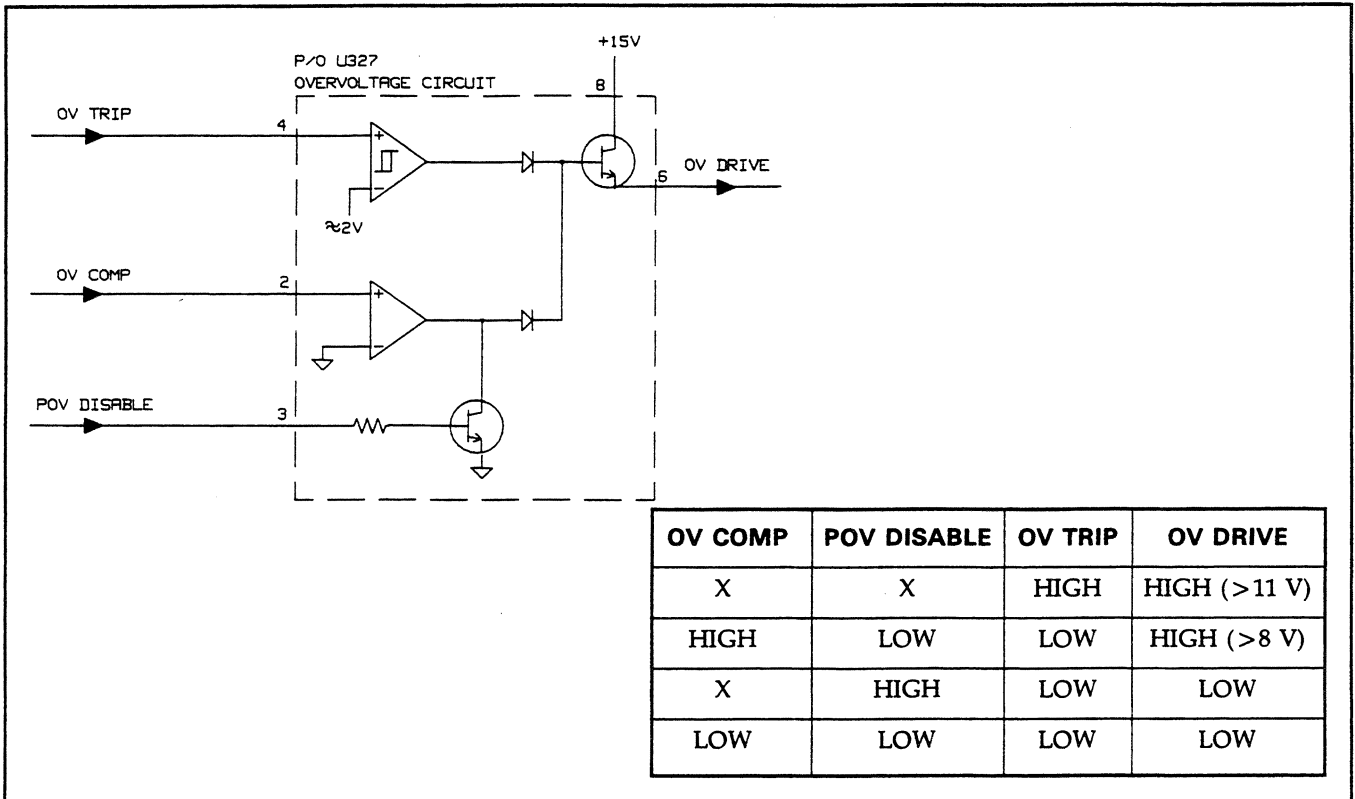 +15V
P/O U327
OVERVOLTAGE CIRCUIT
8
OV TRIP
4
+
-
≈2V
OV DRIVE
6
OV COMP
2
+
-
POV DISABLE
3
OV COMP POV DISABLE OV TRIP OV DRIVE
X X HIGH HIGH (>11 V)
HIGH LOW LOW HIGH (>8 V)
X HIGH LOW LOW
LOW LOW LOW LOW